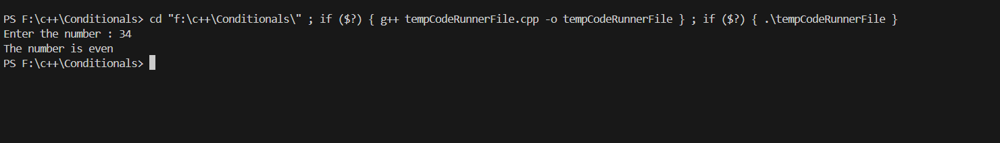 PS F:\c++\Conditionals> cd "f:\c++\Conditionals\" ; if ($?) { g++ tempCodeRunnerFile.cpp -o tempCodeRunnerFile } ; if ($?) { .\tempCodeRunnerFile }
Enter the number : 34
The number is even
PS F:\c++\Conditionals>